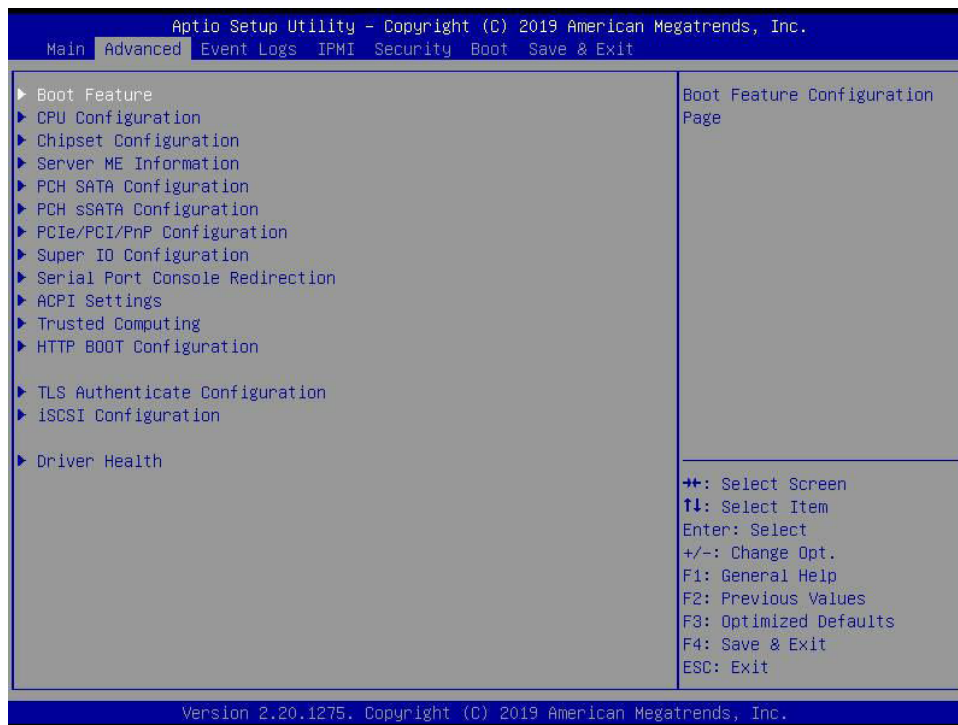 Aptio Setup Utility – Copyright (C) 2019 American Megatrends, Inc.
Main Advanced Event Logs IPMI Security Boot Save & Exit
Boot Feature
CPU Configuration
Chipset Configuration
Server ME Information
PCH SATA Configuration
PCH sSATA Configuration
PCIe/PCI/PnP Configuration
Super IO Configuration
Serial Port Console Redirection
ACPI Settings
Trusted Computing
HTTP BOOT Configuration
TLS Authenticate Configuration
iSCSI Configuration
Driver Health
Boot Feature Configuration
Page
→←: Select Screen
↑↓: Select Item
Enter: Select
+/-: Change Opt.
F1: General Help
F2: Previous Values
F3: Optimized Defaults
F4: Save & Exit
ESC: Exit
Version 2.20.1275. Copyright (C) 2019 American Megatrends, Inc.